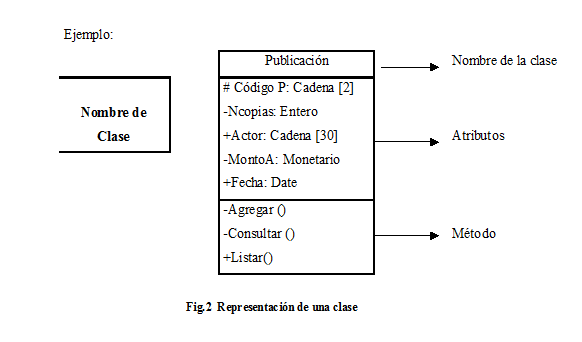 Ejemplo:
Publicación
Nombre de la clase
Nombre de
Clase
# Código P: Cadena [2]
-Ncopias: Entero
+Actor: Cadena [30]
-MontoA: Monetario
+Fecha: Date
Atributos
-Agregar ()
-Consultar ()
+Listar()
Método
Fig.2 Representación de una clase